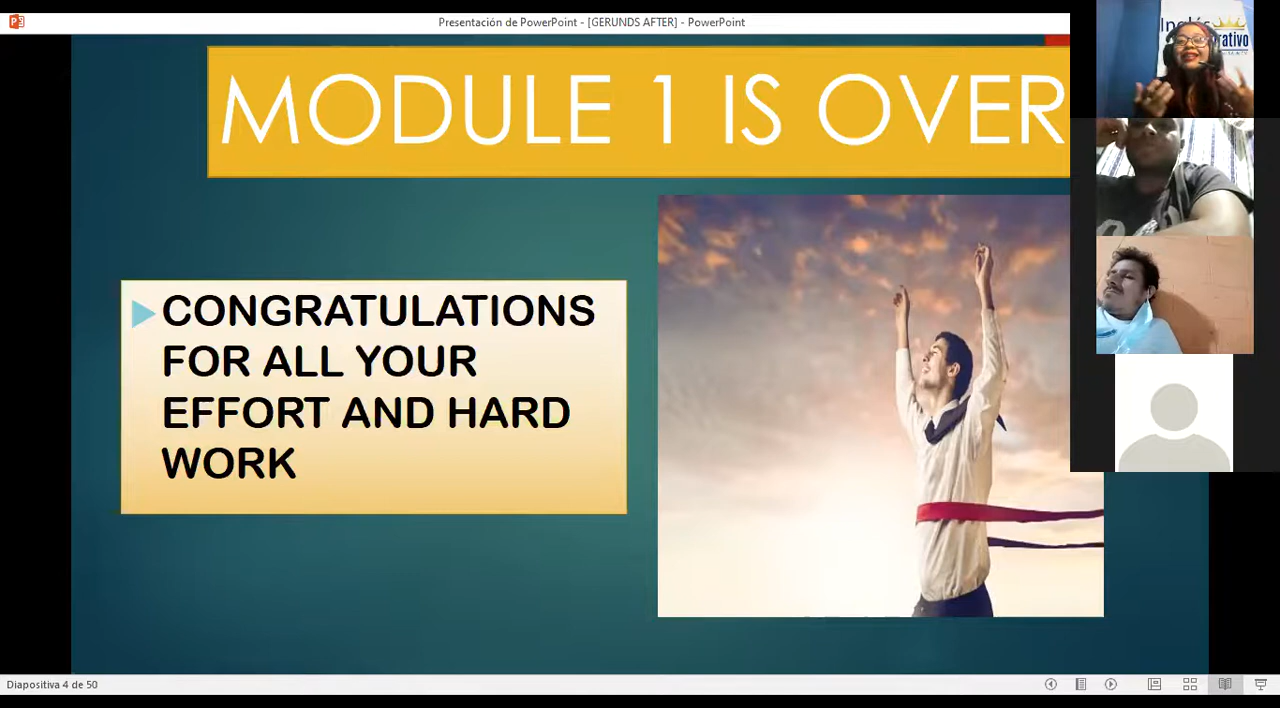 Presentación de PowerPoint - [GERUNDS AFTER] - PowerPoint
Inglés
MODULE 1 IS OVER
CONGRATULATIONS
FOR ALL YOUR
EFFORT AND HARD
WORK
Diapositiva 4 de 50